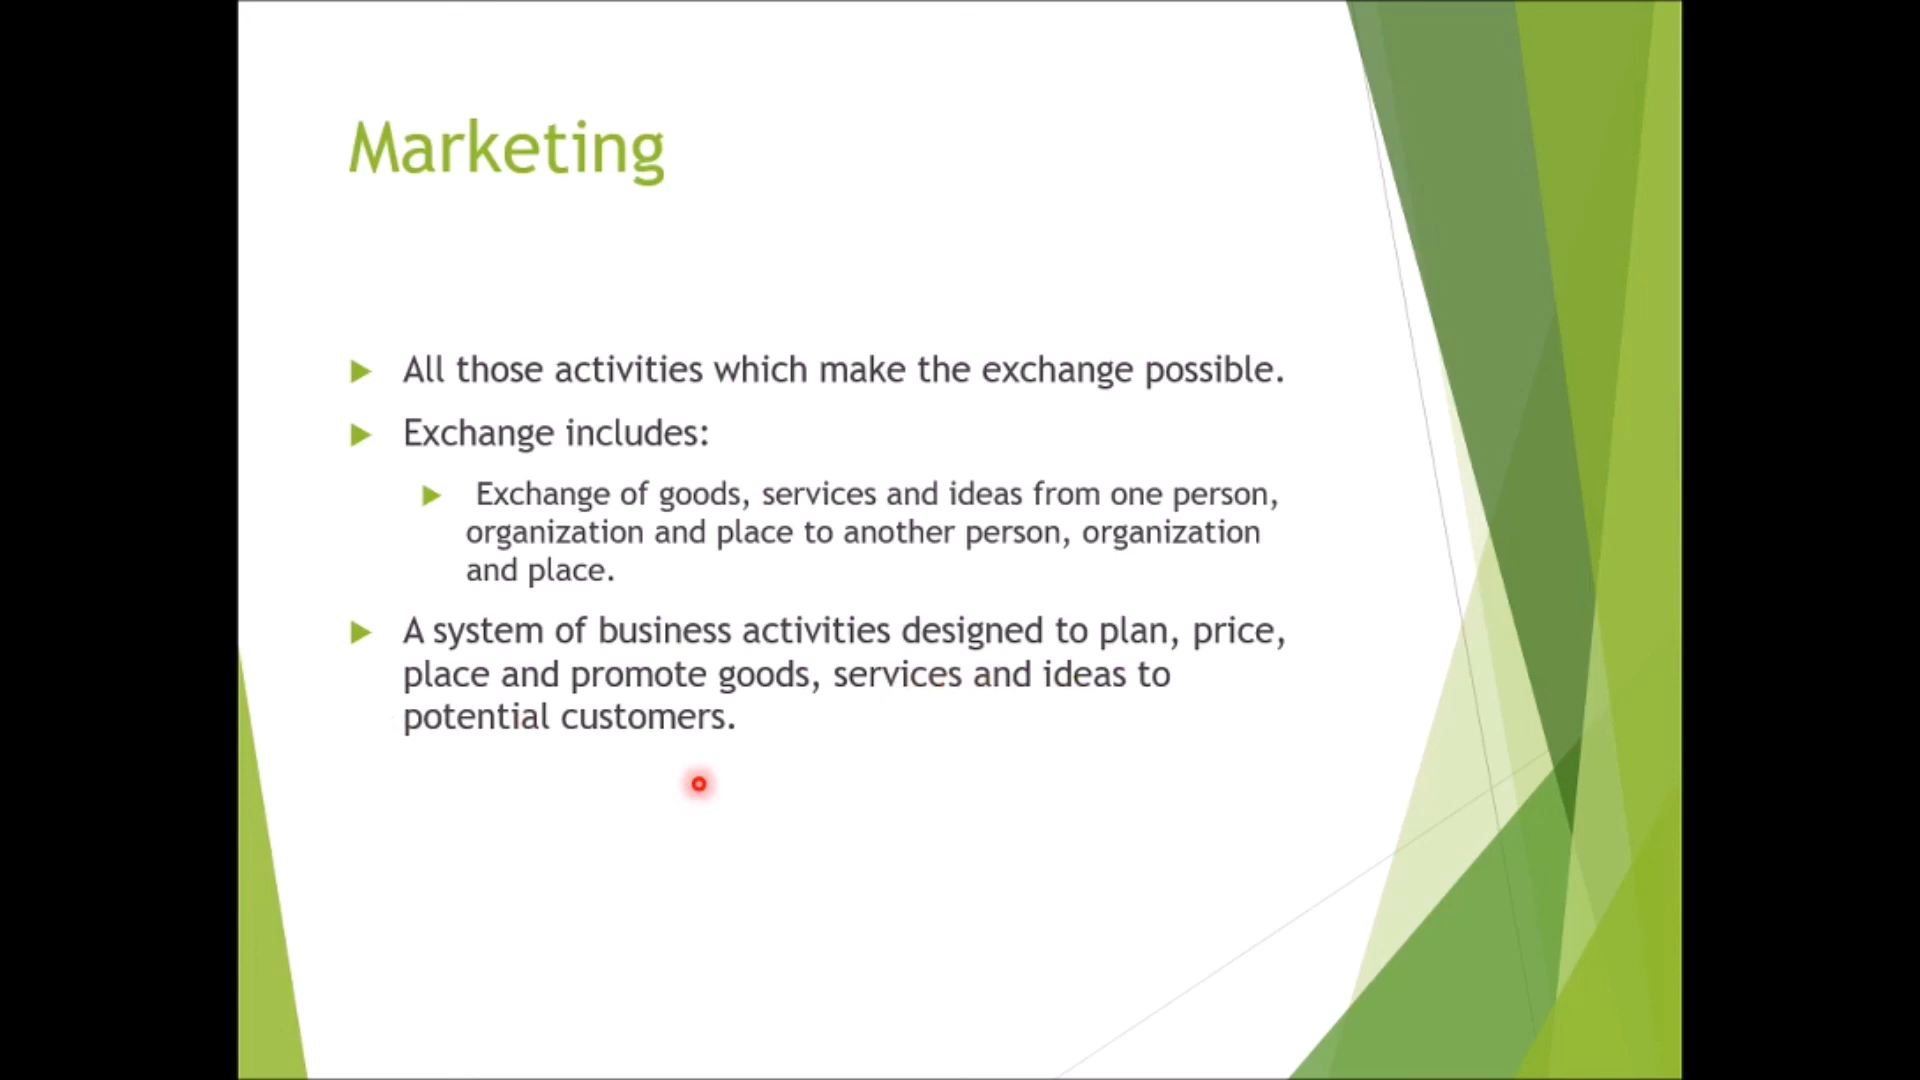 Marketing
All those activities which make the exchange possible.
Exchange includes:
Exchange of goods, services and ideas from one person,
organization and place to another person, organization
and place.
A system of business activities designed to plan, price,
place and promote goods, services and ideas to
potential customers.